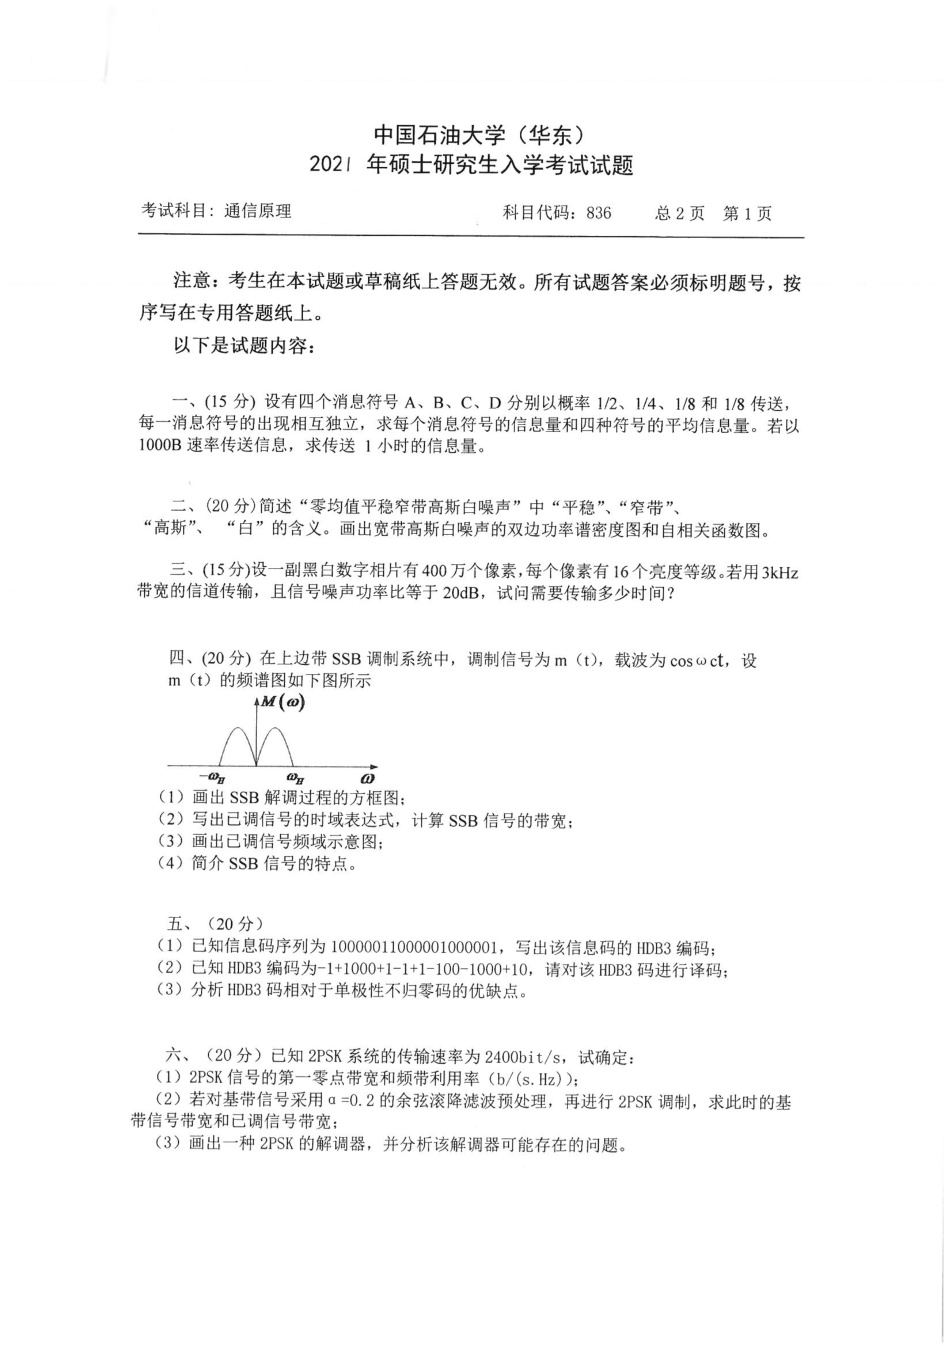 中国石油大学（华东）
2021 年硕士研究生入学考试试题
考试科目：通信原理 科目代码：836 总 2 页 第 1 页
注意：考生在本试题或草稿纸上答题无效。所有试题答案必须标明题号，按
序写在专用答题纸上。
以下是试题内容：
一、(15 分) 设有四个消息符号 A、B、C、D 分别以概率 1/2、1/4、1/8 和 1/8 传送，
每一消息符号的出现相互独立，求每个消息符号的信息量和四种符号的平均信息量。若以
1000B 速率传送信息，求传送 1 小时的信息量。
二、(20 分)简述“零均值平稳窄带高斯白噪声”中“平稳”、“窄带”、
“高斯”、 “白”的含义。画出宽带高斯白噪声的双边功率谱密度图和自相关函数图。
三、(15 分)设一副黑白数字相片有 400 万个像素，每个像素有 16 个亮度等级。若用 3kHz
带宽的信道传输，且信号噪声功率比等于 20dB，试问需要传输多少时间？
四、(20 分) 在上边带 SSB 调制系统中，调制信号为 m（t），载波为 cosωct，设
m（t）的频谱图如下图所示
M(ω)
-ωH ωH ω
（1）画出 SSB 解调过程的方框图；
（2）写出已调信号的时域表达式，计算 SSB 信号的带宽；
（3）画出已调信号频域示意图；
（4）简介 SSB 信号的特点。
五、（20 分）
（1）已知信息码序列为 10000011000001000001，写出该信息码的 HDB3 编码；
（2）已知 HDB3 编码为-1+1000+1-1+1-100-1000+10，请对该 HDB3 码进行译码；
（3）分析 HDB3 码相对于单极性不归零码的优缺点。
六、（20 分）已知 2PSK 系统的传输速率为 2400bit/s，试确定：
（1）2PSK 信号的第一零点带宽和频带利用率（b/(s.Hz)）；
（2）若对基带信号采用 α=0.2 的余弦滚降滤波预处理，再进行 2PSK 调制，求此时的基
带信号带宽和已调信号带宽；
（3）画出一种 2PSK 的解调器，并分析该解调器可能存在的问题。